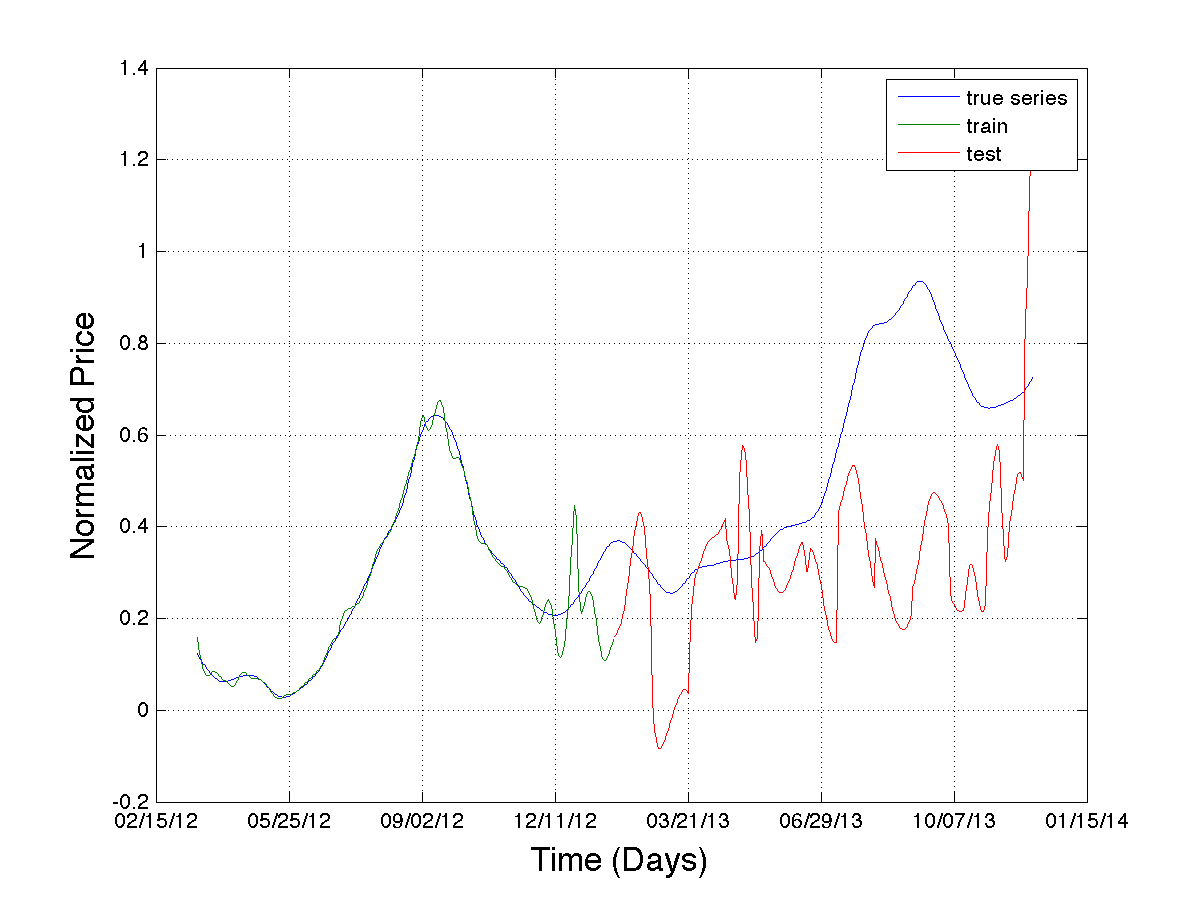 1.4
1.2
1
0.8
0.6
0.4
0.2
0
-0.2
Normalized Price
true series
train
test
02/15/12 05/25/12 09/02/12 12/11/12 03/21/13 06/29/13 10/07/13 01/15/14
Time (Days)